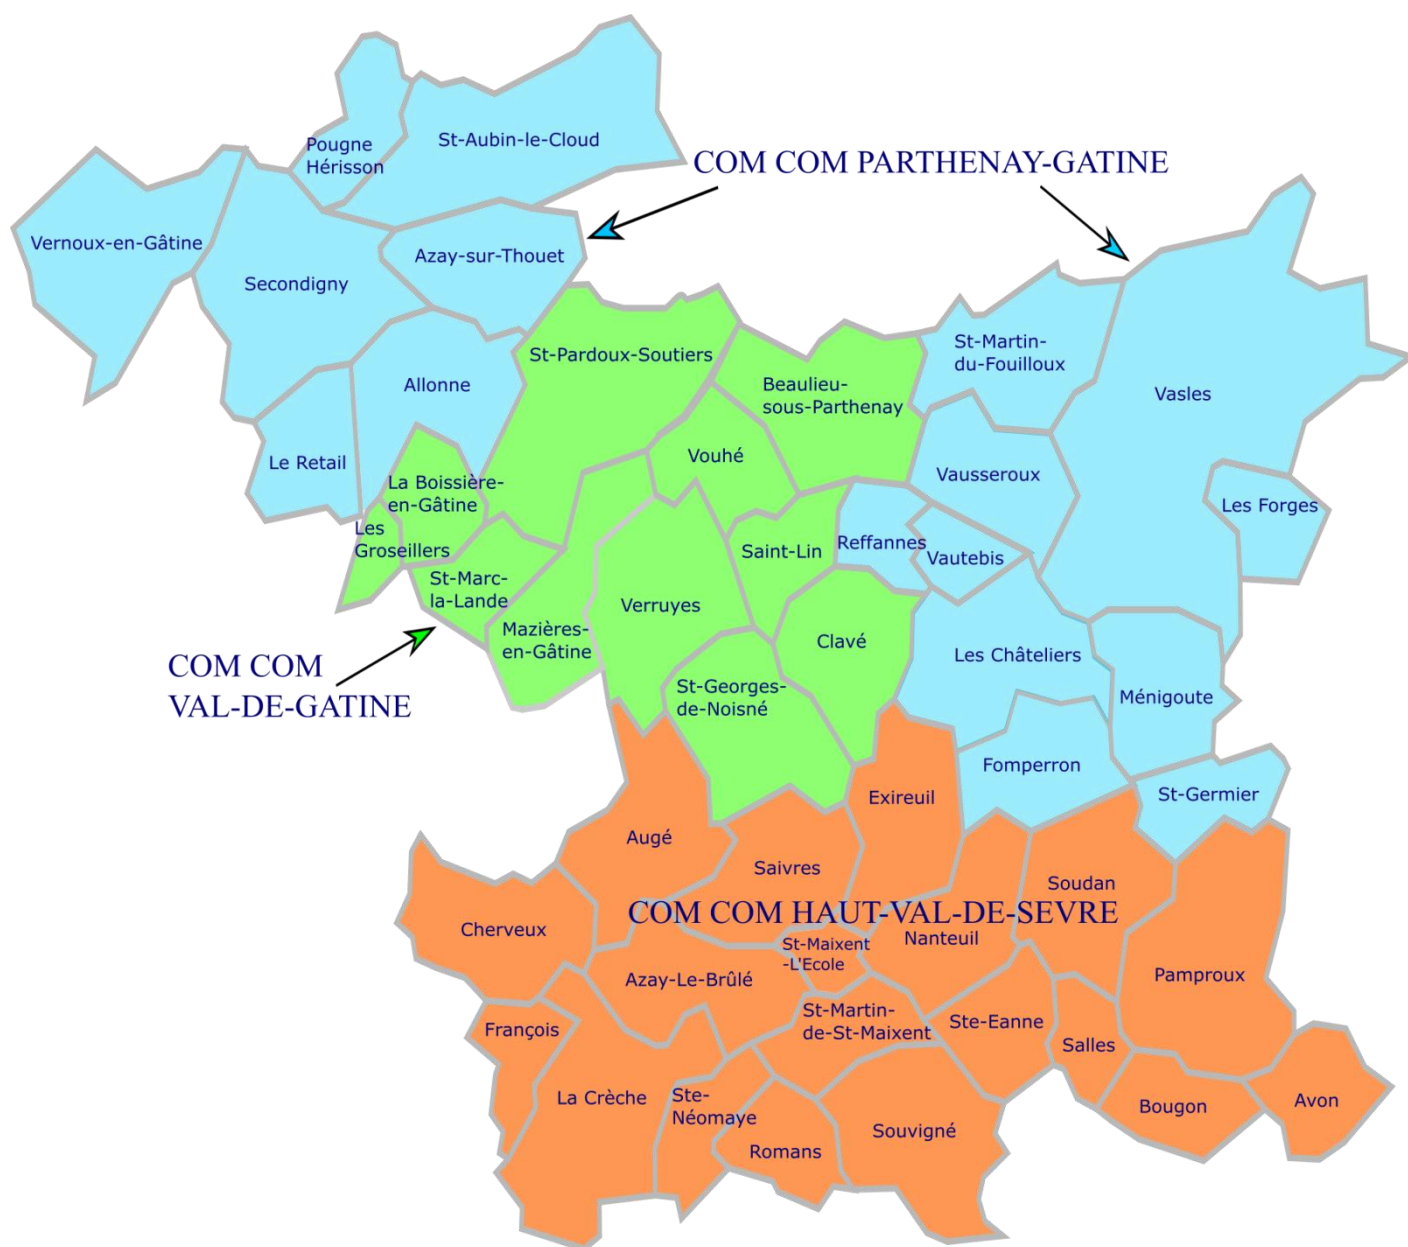 Pougne
Hérisson
St-Aubin-le-Cloud
COM COM PARTHENAY-GATINE
Vernoux-en-Gâtine
Azay-sur-Thouet
Secondigny
St-Martin-
du-Fouilloux
St-Pardoux-Soutiers
Allonne
Beaulieu-
sous-Parthenay
Vasles
Le Retail
Vouhé
Vausseroux
La Boissière-
en-Gâtine
Les Forges
Les
Groseillers
Saint-Lin
Reffannes
Vautebis
St-Marc-
la-Lande
Verruyes
Mazières-
en-Gâtine
Clavé
Les Châteliers
COM COM
VAL-DE-GATINE
St-Georges-
de-Noisné
Ménigoute
Fomperron
St-Germier
Exireuil
Augé
Saivres
Soudan
COM COM HAUT-VAL-DE-SEVRE
Cherveux
Nanteuil
St-Maixent
-L'Ecole
Azay-Le-Brûlé
Pamproux
St-Martin-
de-St-Maixent
François
Ste-Eanne
Salles
La Crèche
Ste-
Néomaye
Bougon
Avon
Souvigné
Romans